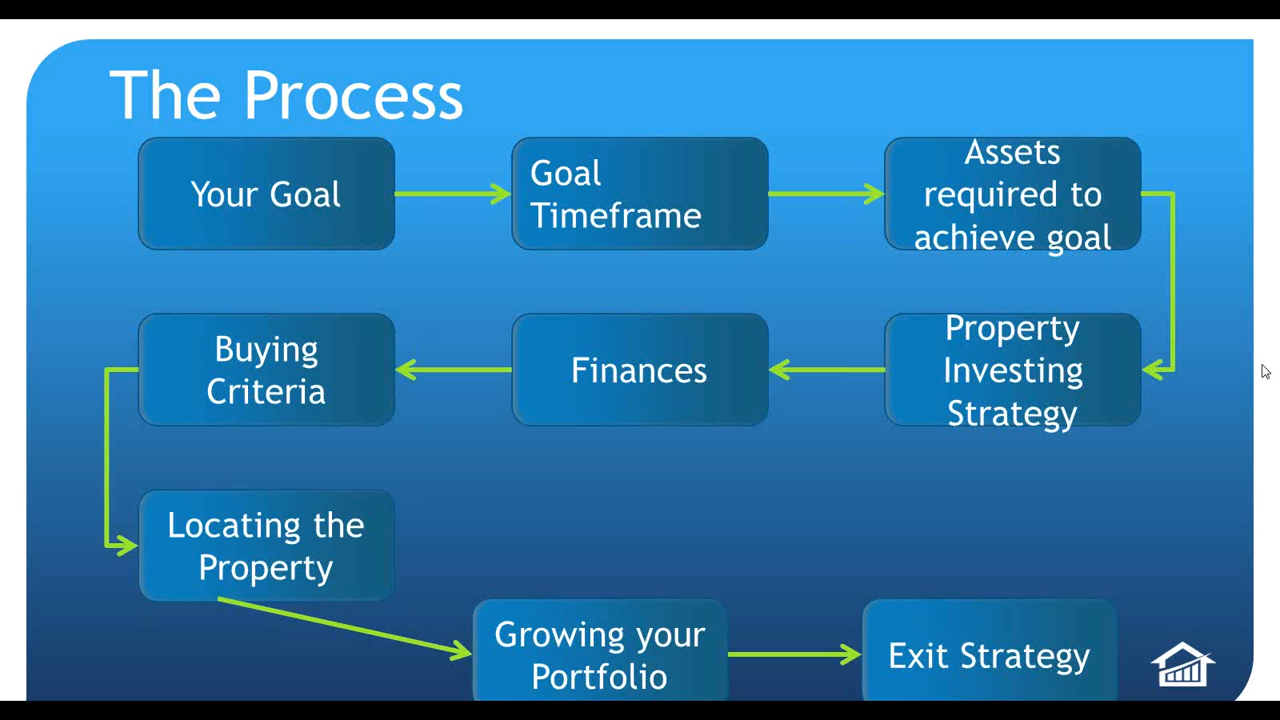 The Process
Your Goal
Goal
Timeframe
Assets
required to
achieve goal
Property
Investing
Strategy
Finances
Buying
Criteria
Locating the
Property
Growing your
Portfolio
Exit Strategy